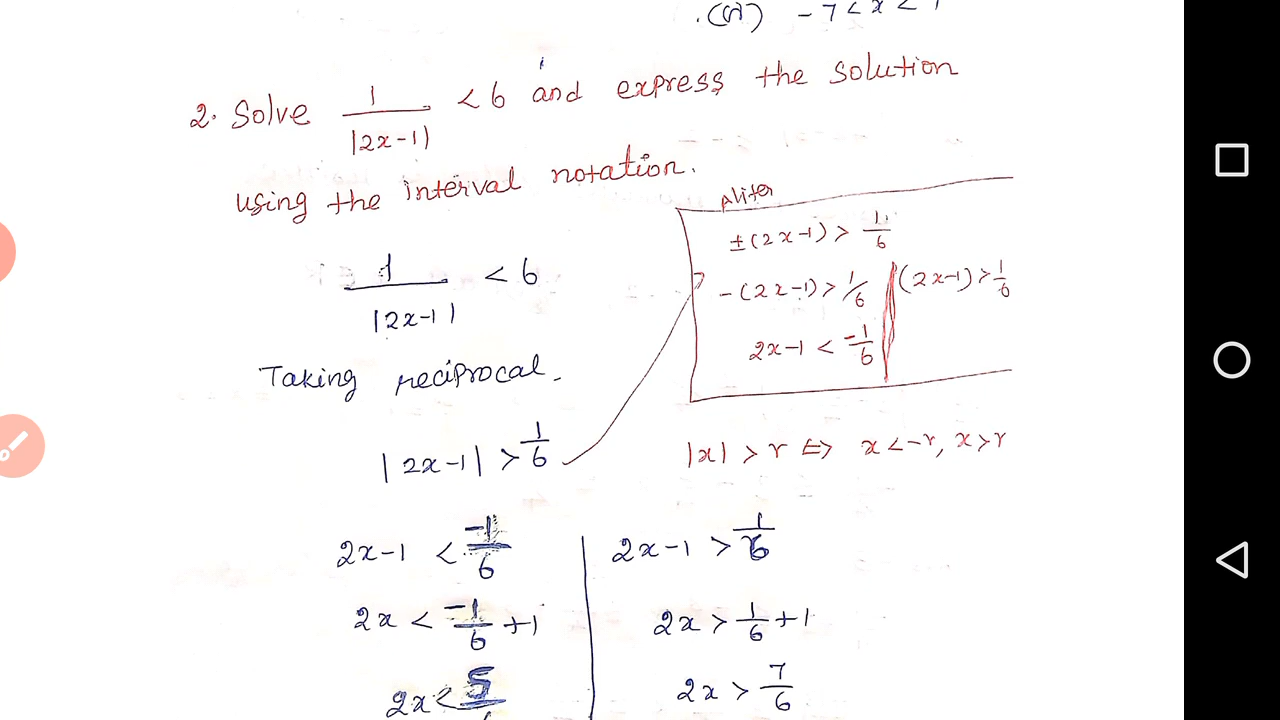 .(iv) -7 < x < 7
2. Solve 1/|2x-1| < 6 and express the solution
using the interval notation.
1/|2x-1| < 6
Taking reciprocal.
|2x-1| > 1/6
Aliter
±(2x-1) > 1/6
-(2x-1) > 1/6 | (2x-1) > 1/6
2x-1 < -1/6
|x| > r ⇔ x < -r, x > r
2x-1 < -1/6 | 2x-1 > 1/6
2x < -1/6 + 1 | 2x > 1/6 + 1
2x < 5/6 | 2x > 7/6